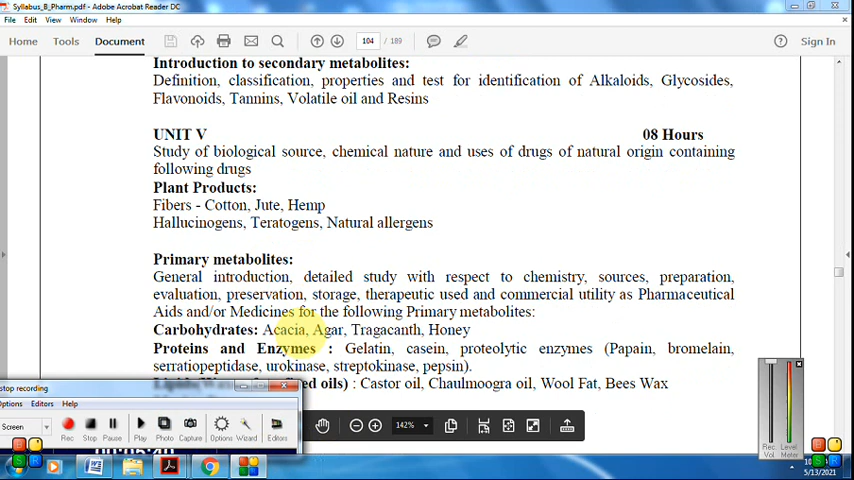 Syllabus_B_Pharm.pdf - Adobe Acrobat Reader DC
File Edit View Window Help
Home Tools Document 104 / 189 Sign In
Introduction to secondary metabolites:
Definition, classification, properties and test for identification of Alkaloids, Glycosides,
Flavonoids, Tannins, Volatile oil and Resins
UNIT V 08 Hours
Study of biological source, chemical nature and uses of drugs of natural origin containing
following drugs
Plant Products:
Fibers - Cotton, Jute, Hemp
Hallucinogens, Teratogens, Natural allergens
Primary metabolites:
General introduction, detailed study with respect to chemistry, sources, preparation,
evaluation, preservation, storage, therapeutic used and commercial utility as Pharmaceutical
Aids and/or Medicines for the following Primary metabolites:
Carbohydrates: Acacia, Agar, Tragacanth, Honey
Proteins and Enzymes : Gelatin, casein, proteolytic enzymes (Papain, bromelain,
serratiopeptidase, urokinase, streptokinase, pepsin).
oils) : Castor oil, Chaulmoogra oil, Wool Fat, Bees Wax
stop recording
Options Editors Help
Screen
Rec Stop Pause Play Photo Capture Options Wizard Editors
142%
Rec. Vol Level Meter
S R
S R
5/13/2021